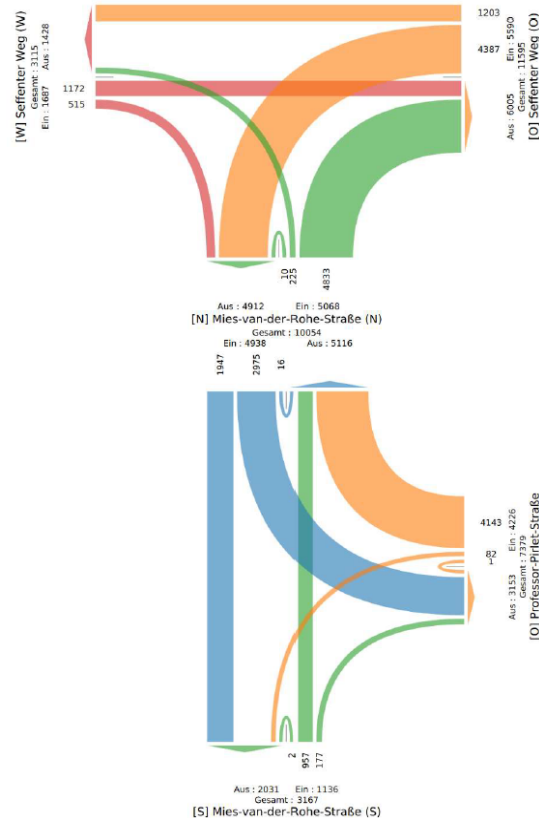 [W] Seffenter Weg (W)
Gesamt : 3115
Ein : 1687 Aus : 1428
1172
515
1203
4387
Aus : 6005 Ein : 5590
Gesamt : 11595
[O] Seffenter Weg (O)
10
225
4833
Aus : 4912 Ein : 5068
[N] Mies-van-der-Rohe-Straße (N)
Gesamt : 10054
Ein : 4938 Aus : 5116
1947
2975
16
4143
82
1
Aus : 3153 Ein : 4226
Gesamt : 7379
[O] Professor-Pirlet-Straße
2
957
177
Aus : 2031 Ein : 1136
Gesamt : 3167
[S] Mies-van-der-Rohe-Straße (S)